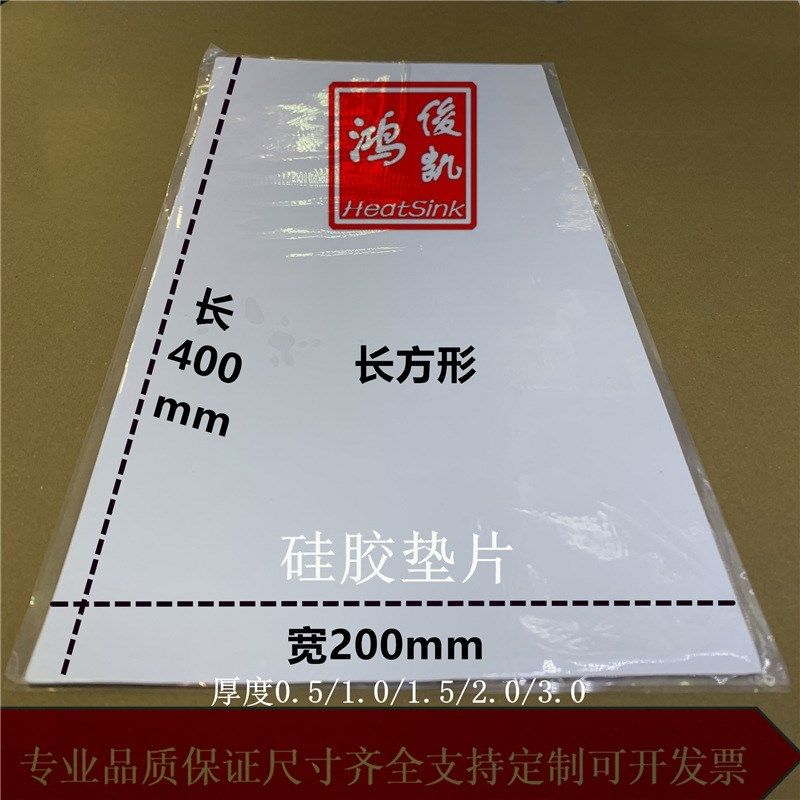 鸿 俊凯
HeatSink
长
400
mm
长方形
硅胶垫片
宽200mm
厚度0.5/1.0/1.5/2.0/3.0
专业品质保证尺寸齐全支持定制可开发票